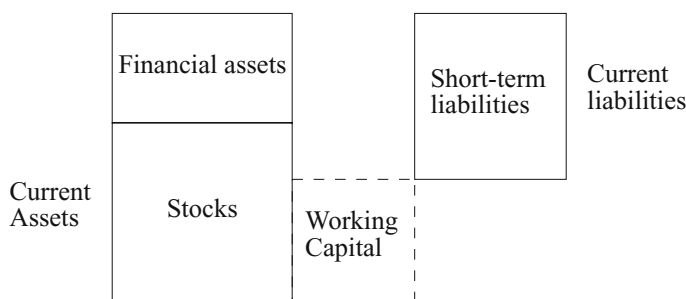 Financial assets
Short-term
liabilities
Current
liabilities
Current
Assets
Stocks
Working
Capital